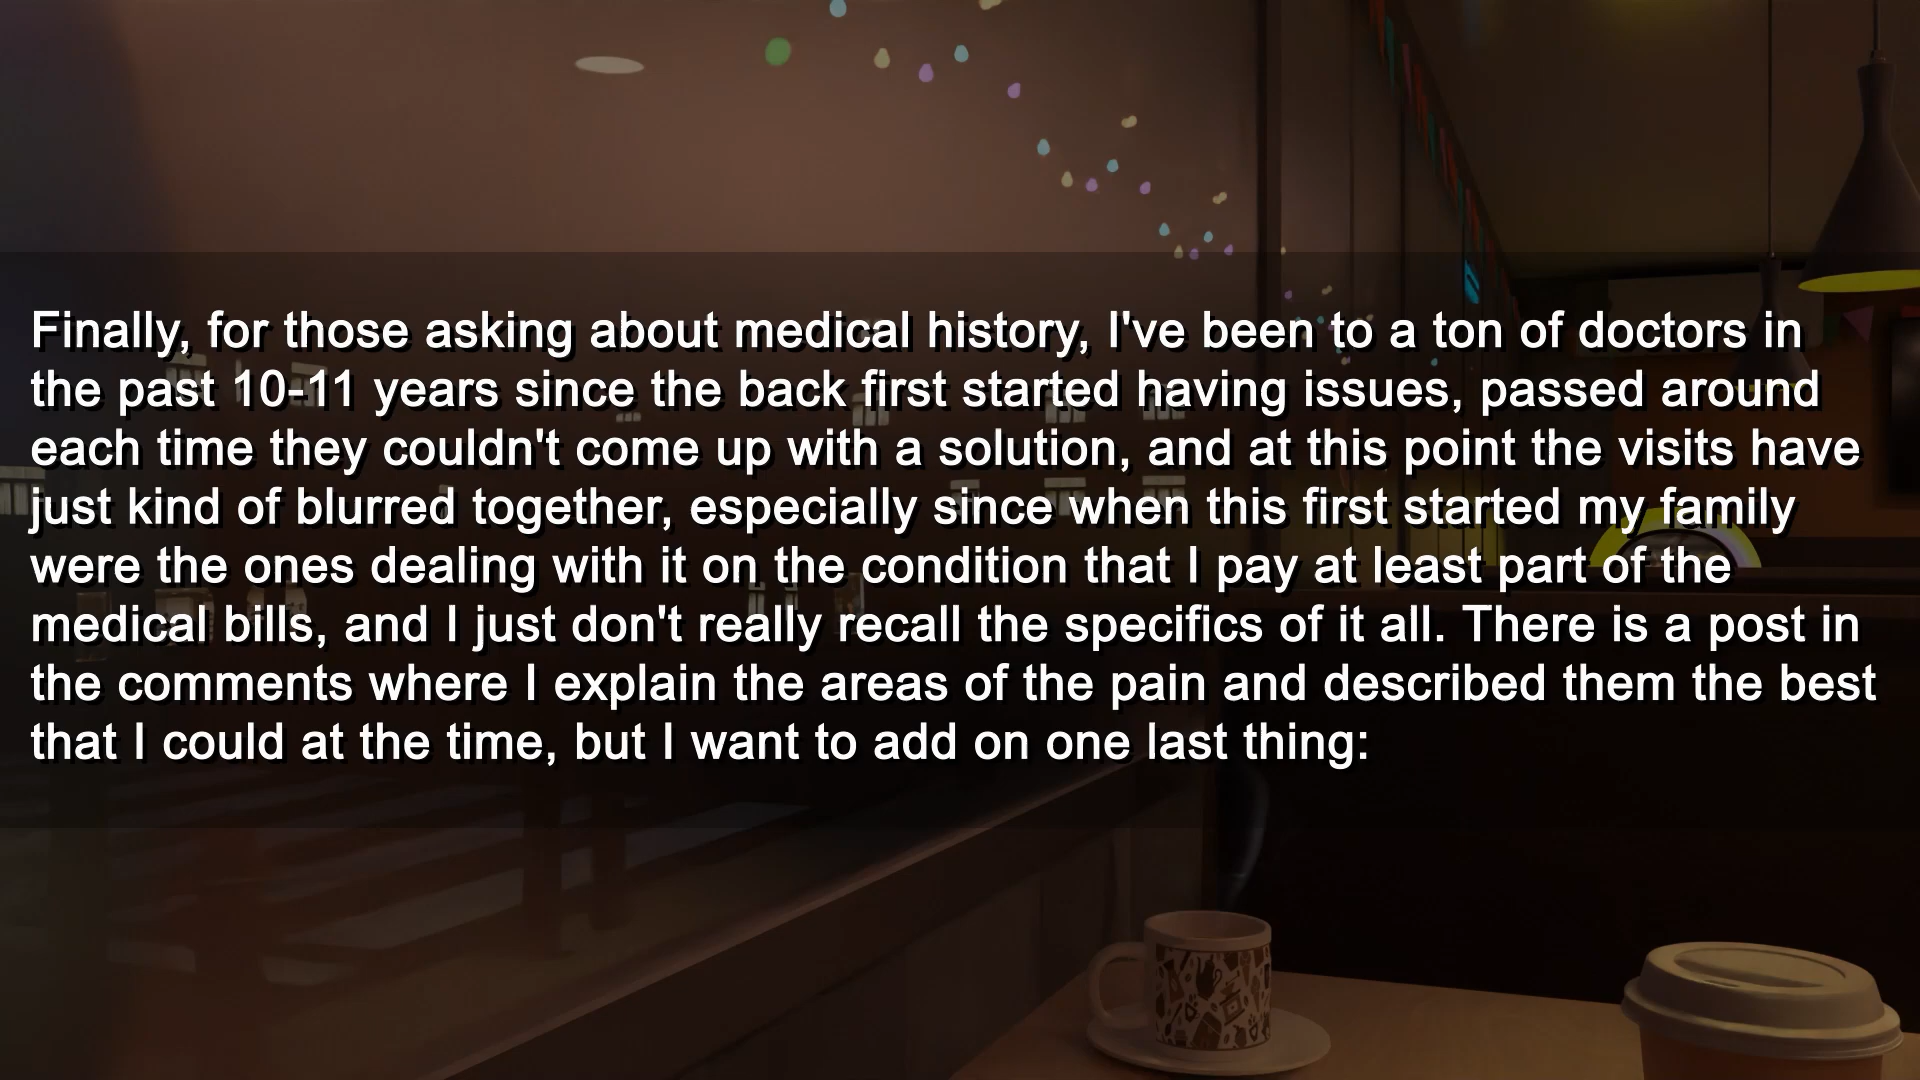 Finally, for those asking about medical history, I've been to a ton of doctors in
the past 10-11 years since the back first started having issues, passed around
each time they couldn't come up with a solution, and at this point the visits have
just kind of blurred together, especially since when this first started my family
were the ones dealing with it on the condition that I pay at least part of the
medical bills, and I just don't really recall the specifics of it all. There is a post in
the comments where I explain the areas of the pain and described them the best
that I could at the time, but I want to add on one last thing: